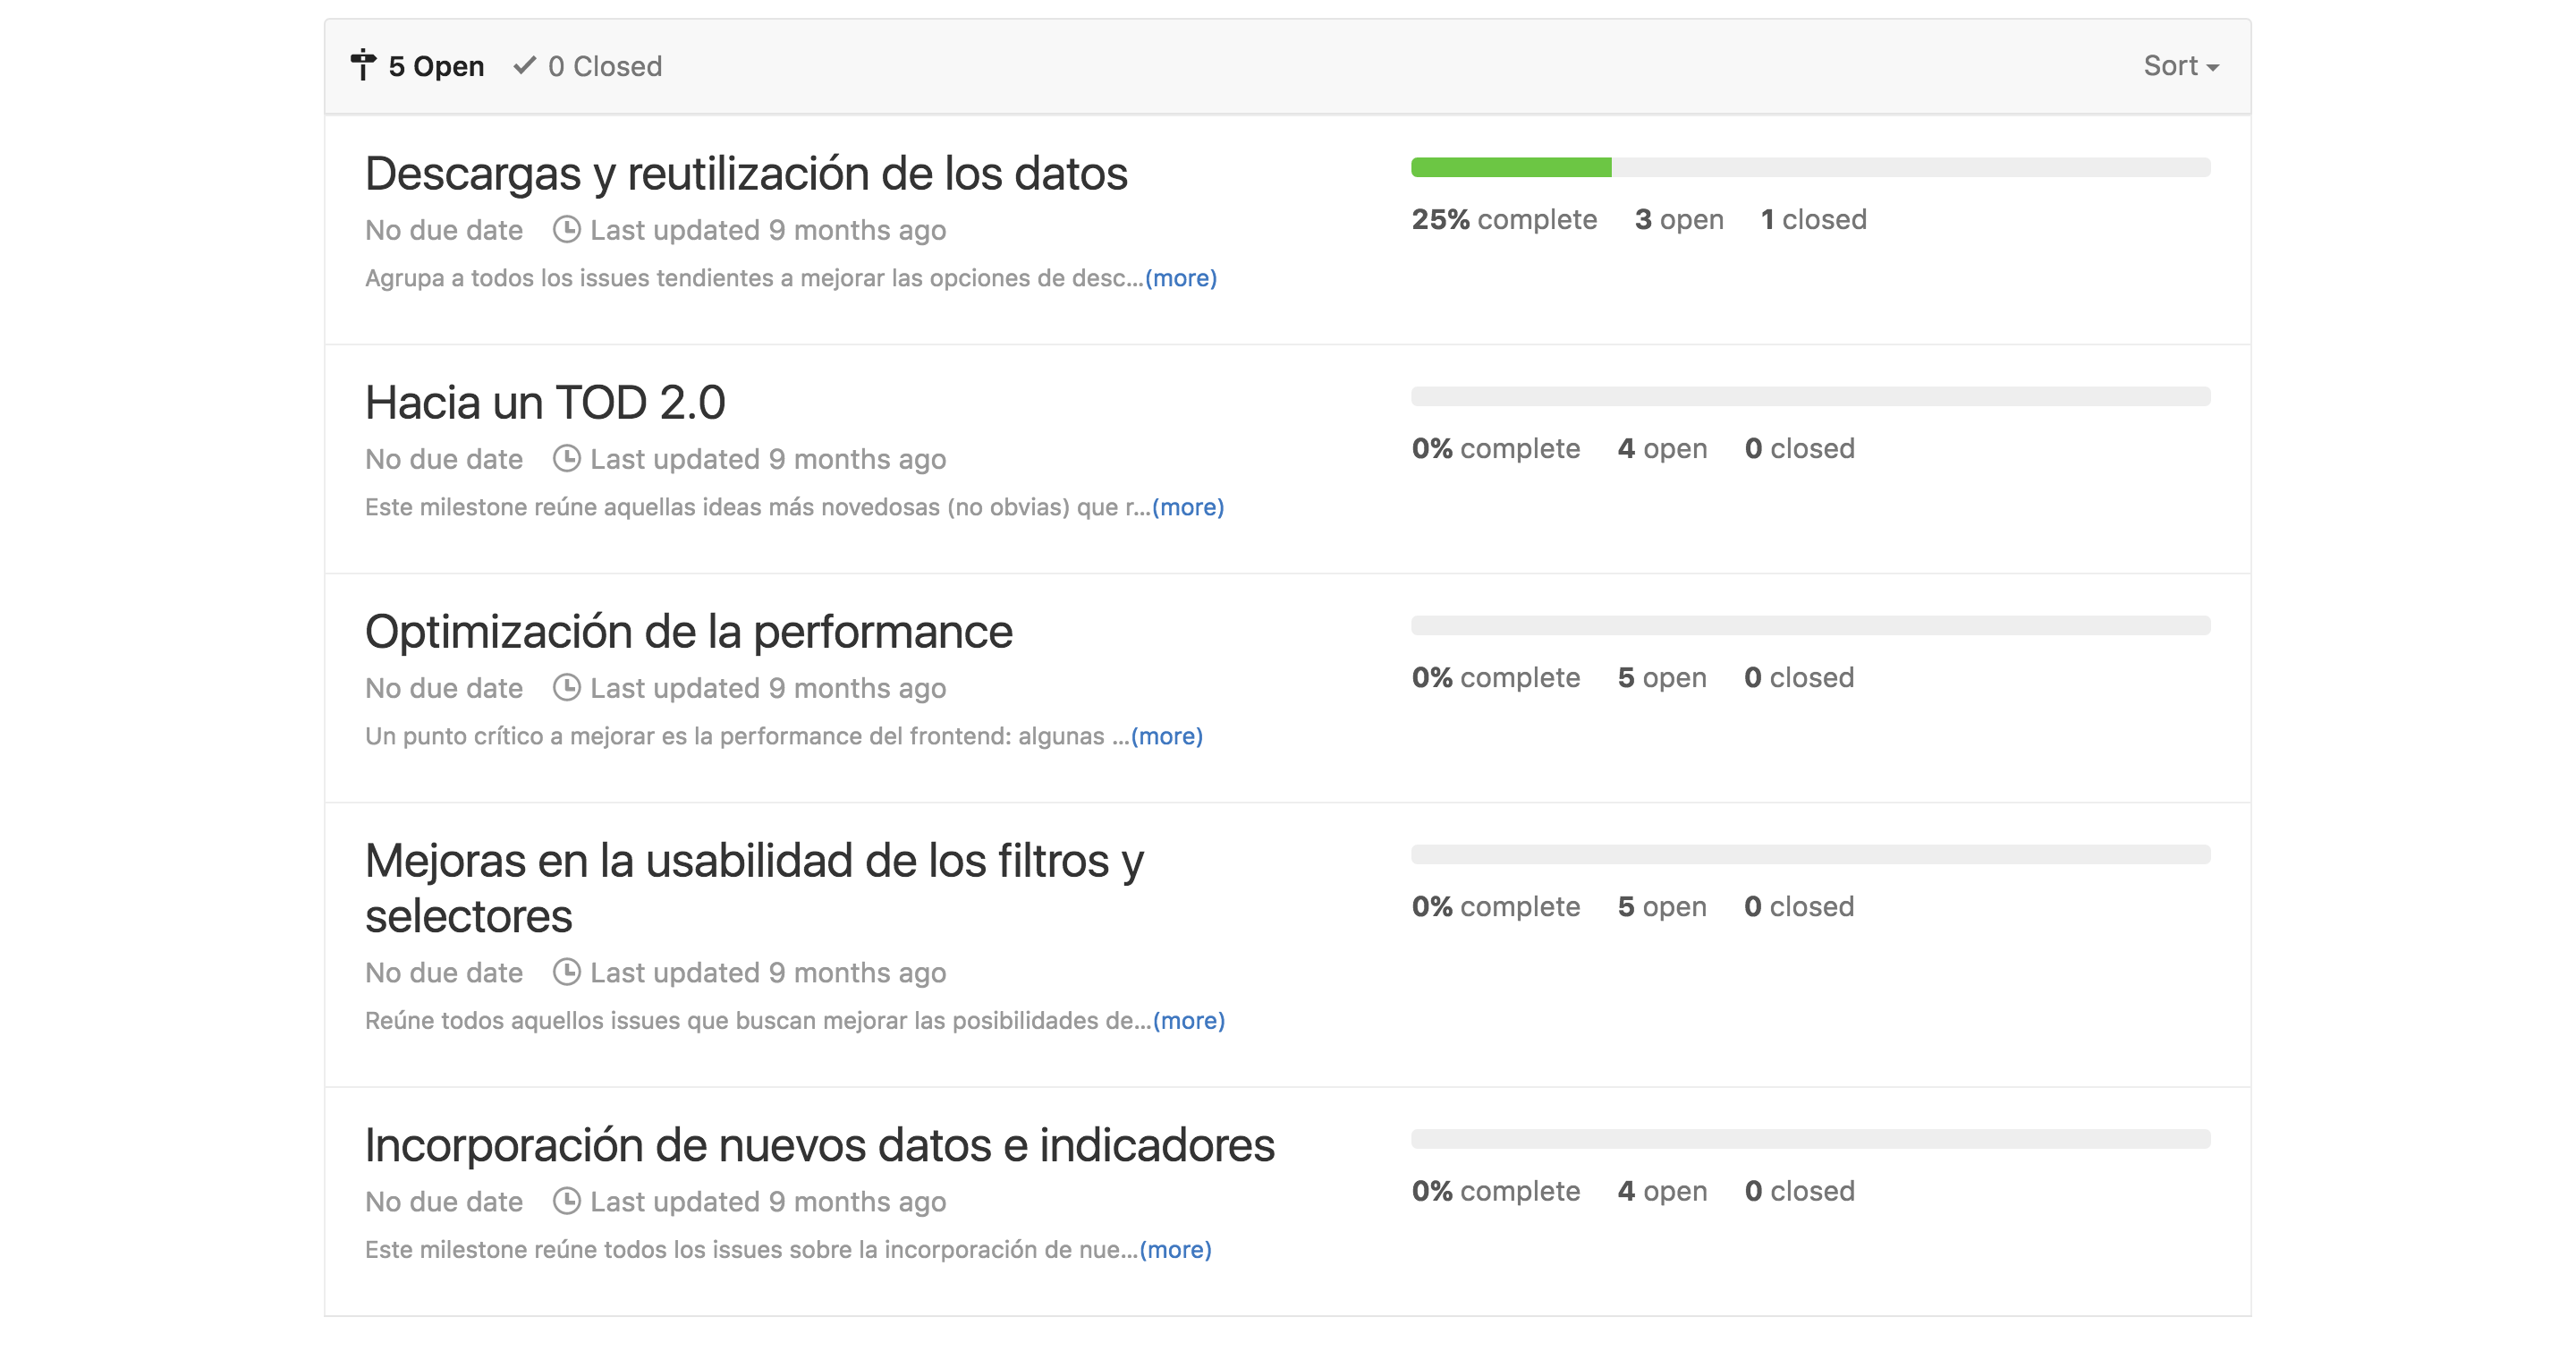 5 Open 0 Closed Sort
Descargas y reutilización de los datos
No due date Last updated 9 months ago
Agrupa a todos los issues tendientes a mejorar las opciones de desc...(more)
25% complete 3 open 1 closed
Hacia un TOD 2.0
No due date Last updated 9 months ago
Este milestone reúne aquellas ideas más novedosas (no obvias) que r...(more)
0% complete 4 open 0 closed
Optimización de la performance
No due date Last updated 9 months ago
Un punto crítico a mejorar es la performance del frontend: algunas ...(more)
0% complete 5 open 0 closed
Mejoras en la usabilidad de los filtros y
selectores
No due date Last updated 9 months ago
Reúne todos aquellos issues que buscan mejorar las posibilidades de...(more)
0% complete 5 open 0 closed
Incorporación de nuevos datos e indicadores
No due date Last updated 9 months ago
Este milestone reúne todos los issues sobre la incorporación de nue...(more)
0% complete 4 open 0 closed